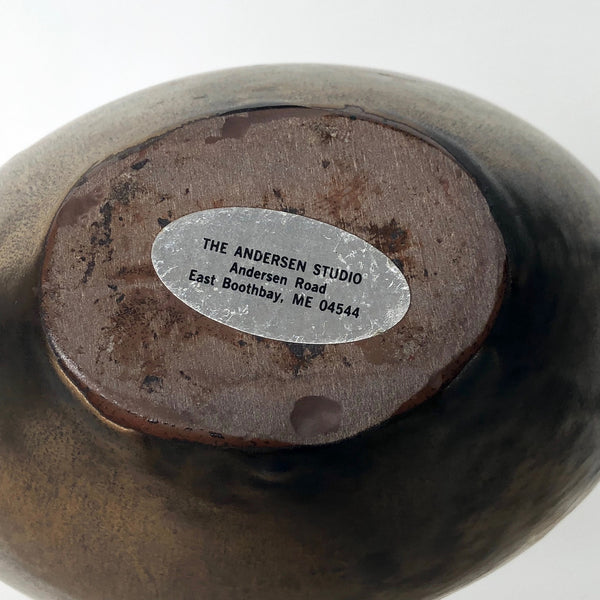 THE ANDERSEN STUDIO
Andersen Road
East Boothbay, ME 04544